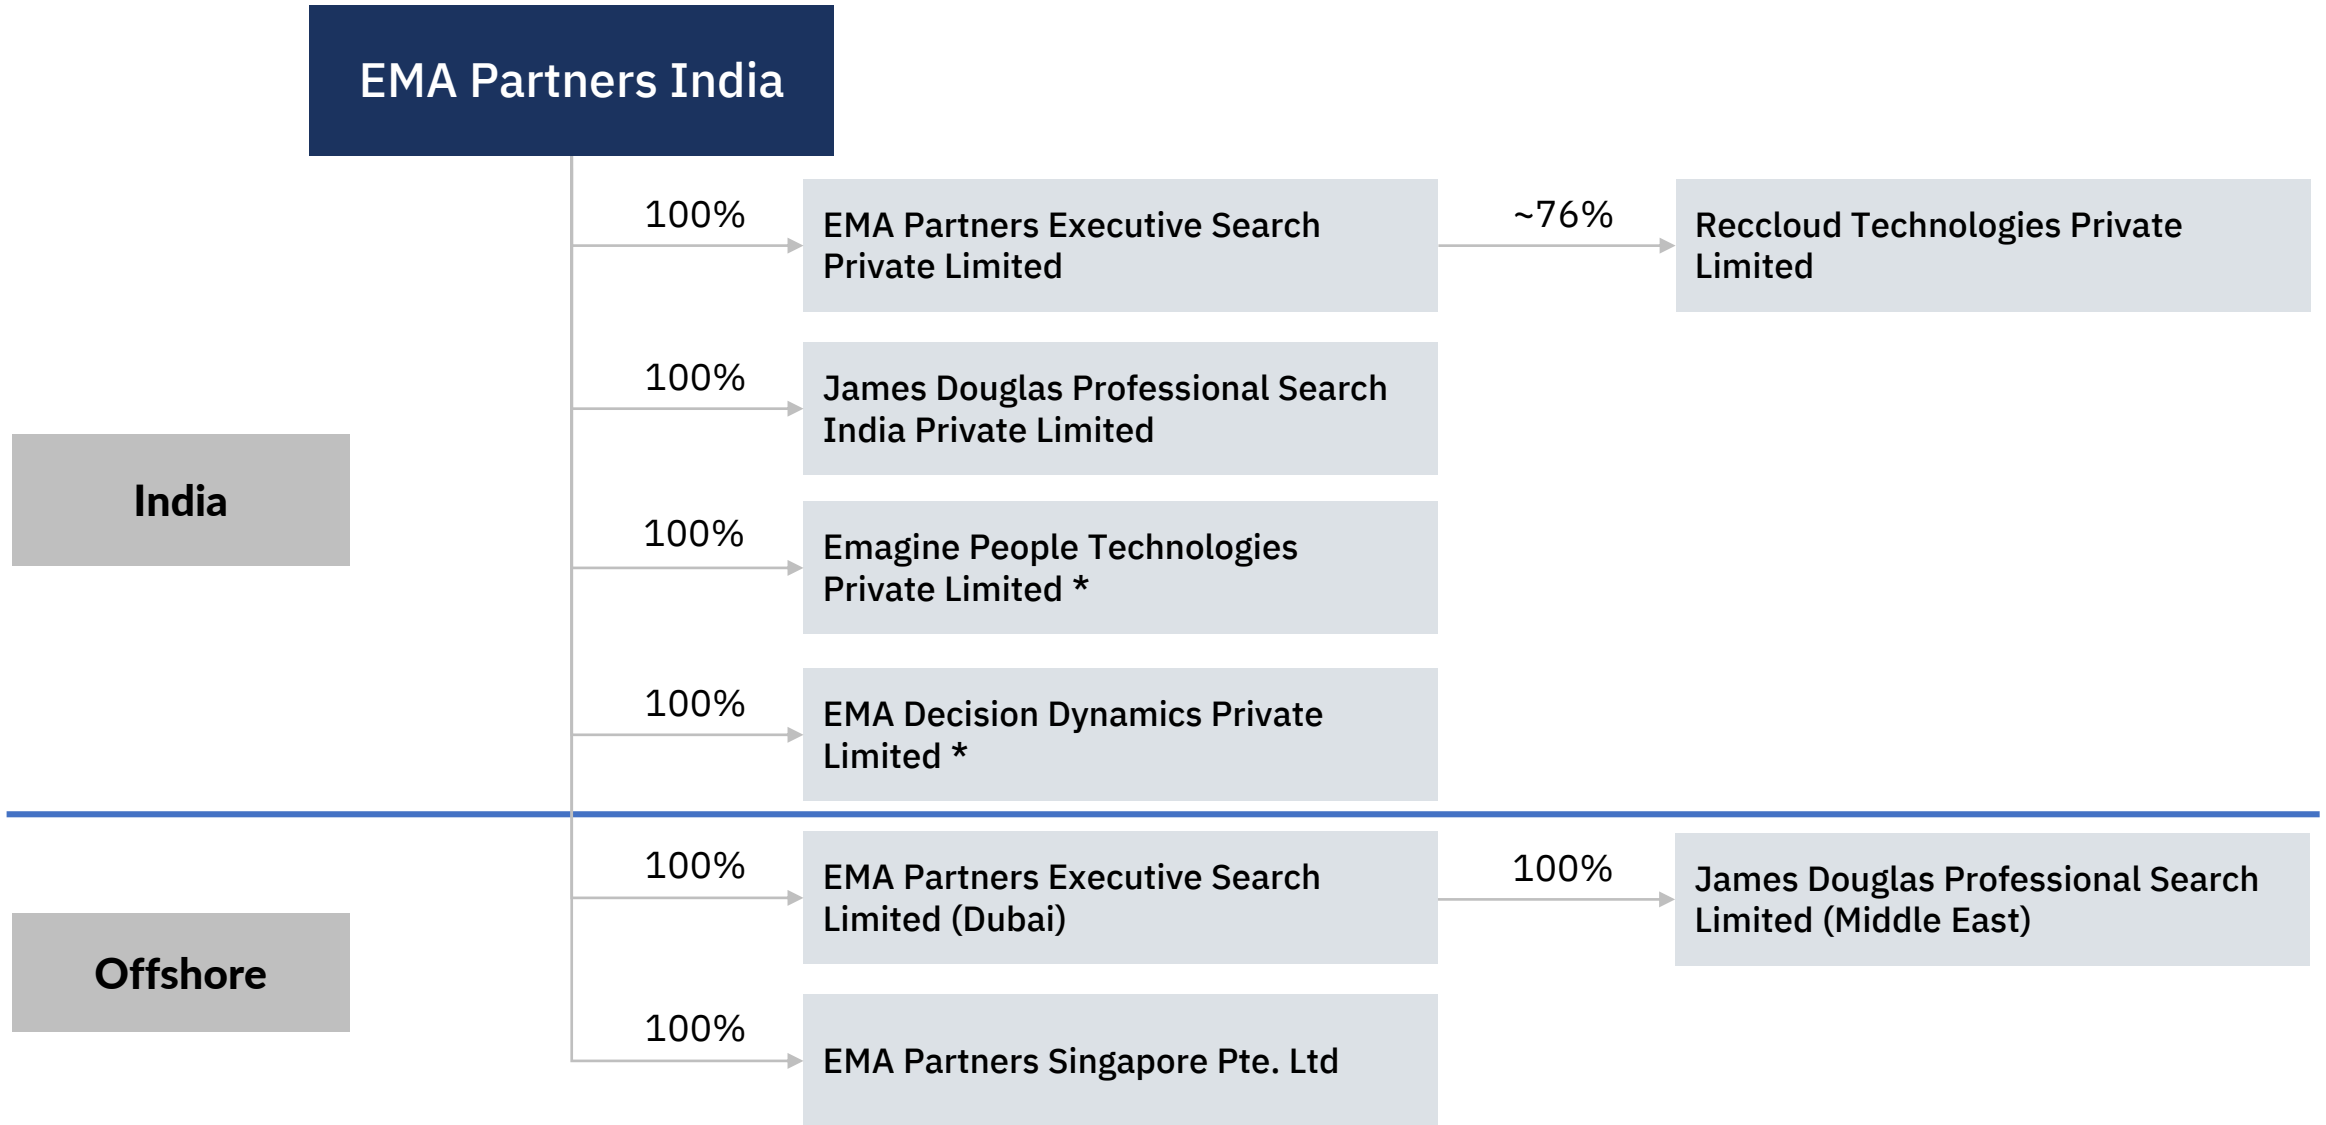 EMA Partners India
100%
EMA Partners Executive Search
Private Limited
~76%
Reccloud Technologies Private
Limited
100%
James Douglas Professional Search
India Private Limited
India
100%
Emagine People Technologies
Private Limited *
100%
EMA Decision Dynamics Private
Limited *
100%
EMA Partners Executive Search
Limited (Dubai)
100%
James Douglas Professional Search
Limited (Middle East)
Offshore
100%
EMA Partners Singapore Pte. Ltd